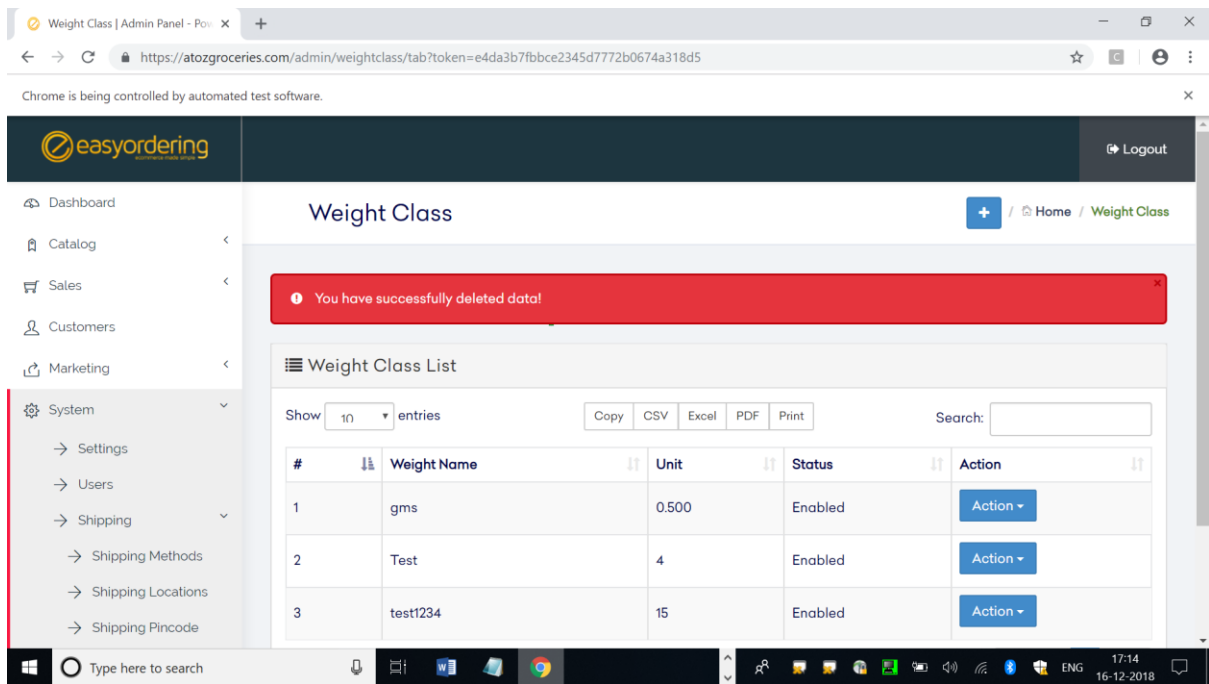 Weight Class | Admin Panel - Pow
https://atozgroceries.com/admin/weightclass/tab?token=e4da3b7fbbce2345d7772b0674a318d5
Chrome is being controlled by automated test software.
easyordering
ecommerce made simple
Logout
Dashboard
Catalog
Sales
Customers
Marketing
System
Settings
Users
Shipping
Shipping Methods
Shipping Locations
Shipping Pincode
Weight Class
/ Home / Weight Class
You have successfully deleted data!
Weight Class List
Show 10 entries Copy CSV Excel PDF Print Search:
# Weight Name Unit Status Action
1 gms 0.500 Enabled Action
2 Test 4 Enabled Action
3 test1234 15 Enabled Action
Type here to search
ENG
17:14
16-12-2018